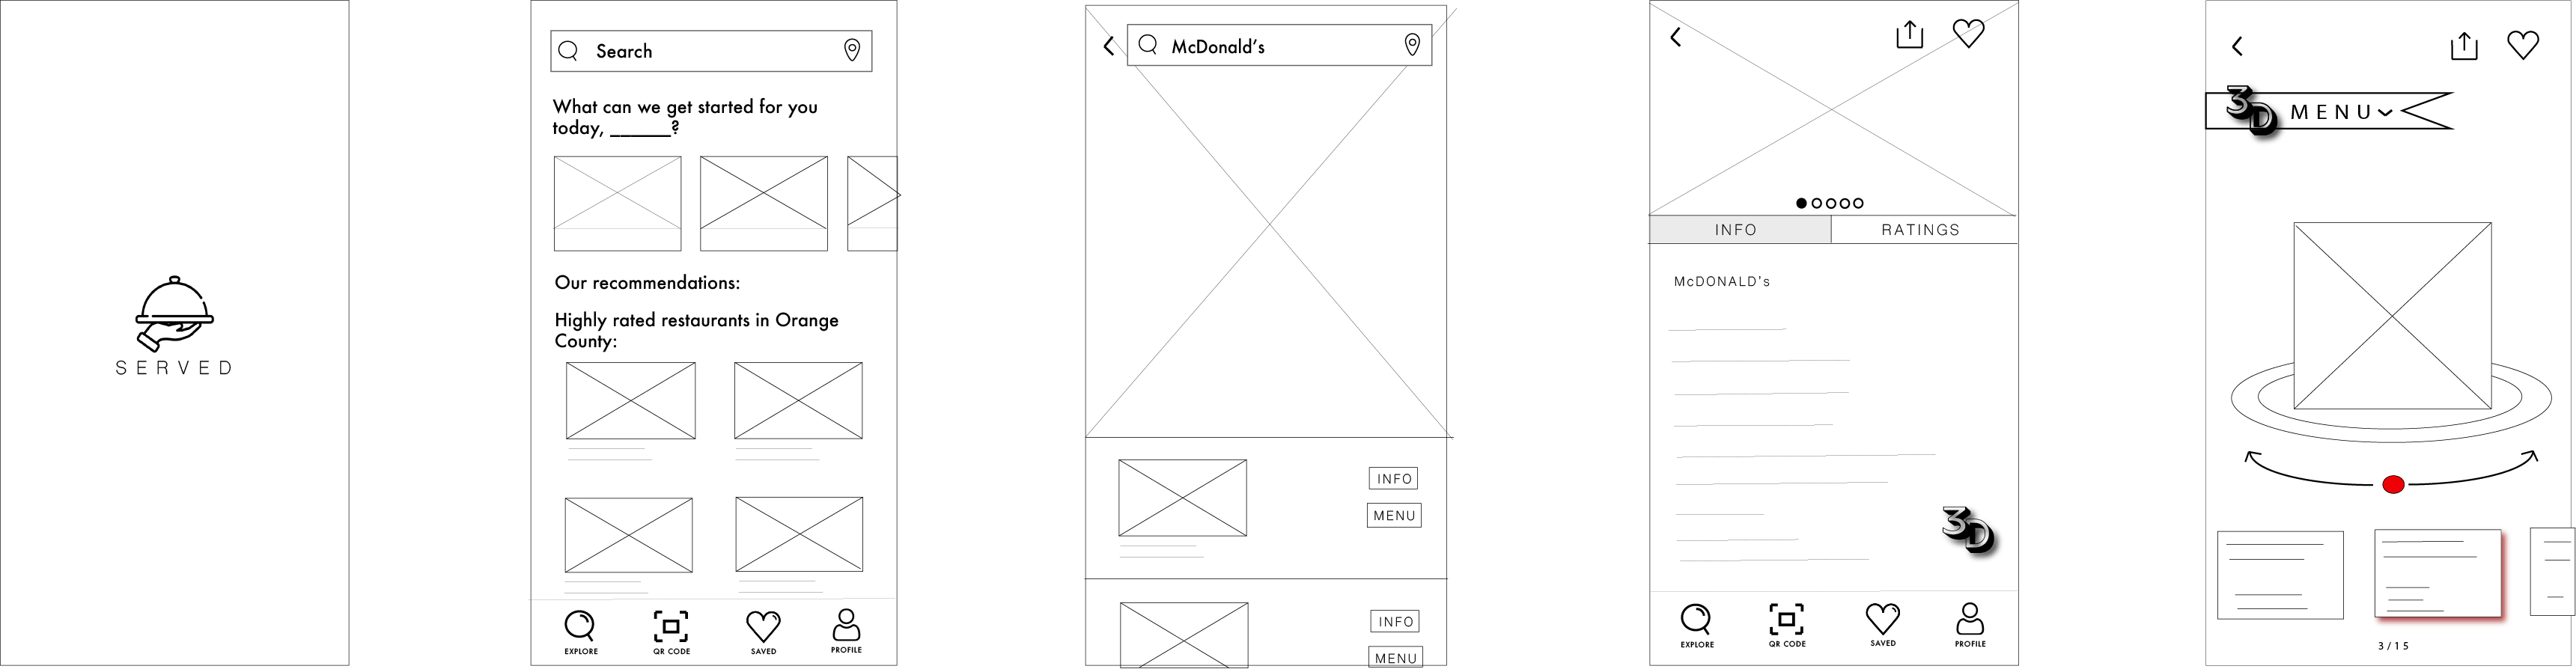 SERVED
Search
What can we get started for you
today, ______?
Our recommendations:
Highly rated restaurants in Orange
County:
EXPLORE
QR CODE
SAVED
PROFILE
McDonald's
INFO
MENU
INFO
MENU
INFO
RATINGS
McDONALD's
3D
EXPLORE
QR CODE
SAVED
PROFILE
3D MENU
3/15